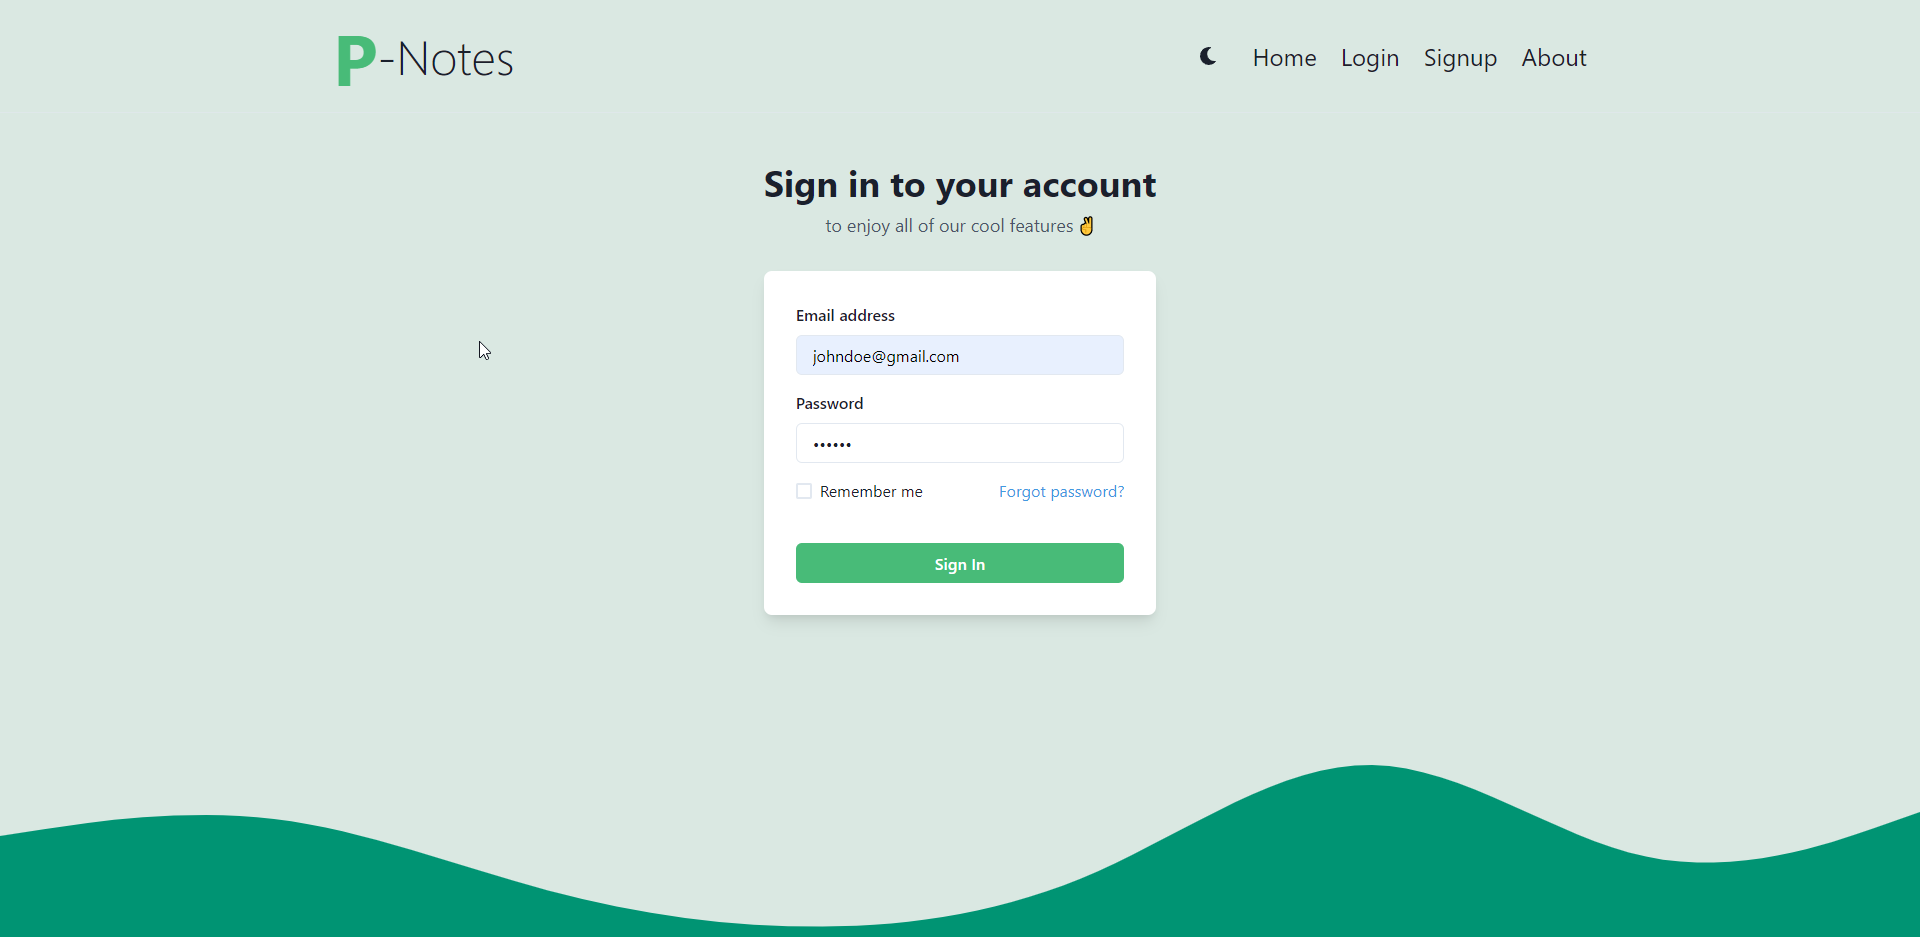 P-Notes
Home Login Signup About
Sign in to your account
to enjoy all of our cool features ✌
Email address
johndoe@gmail.com
Password
••••••
Remember me Forgot password?
Sign In